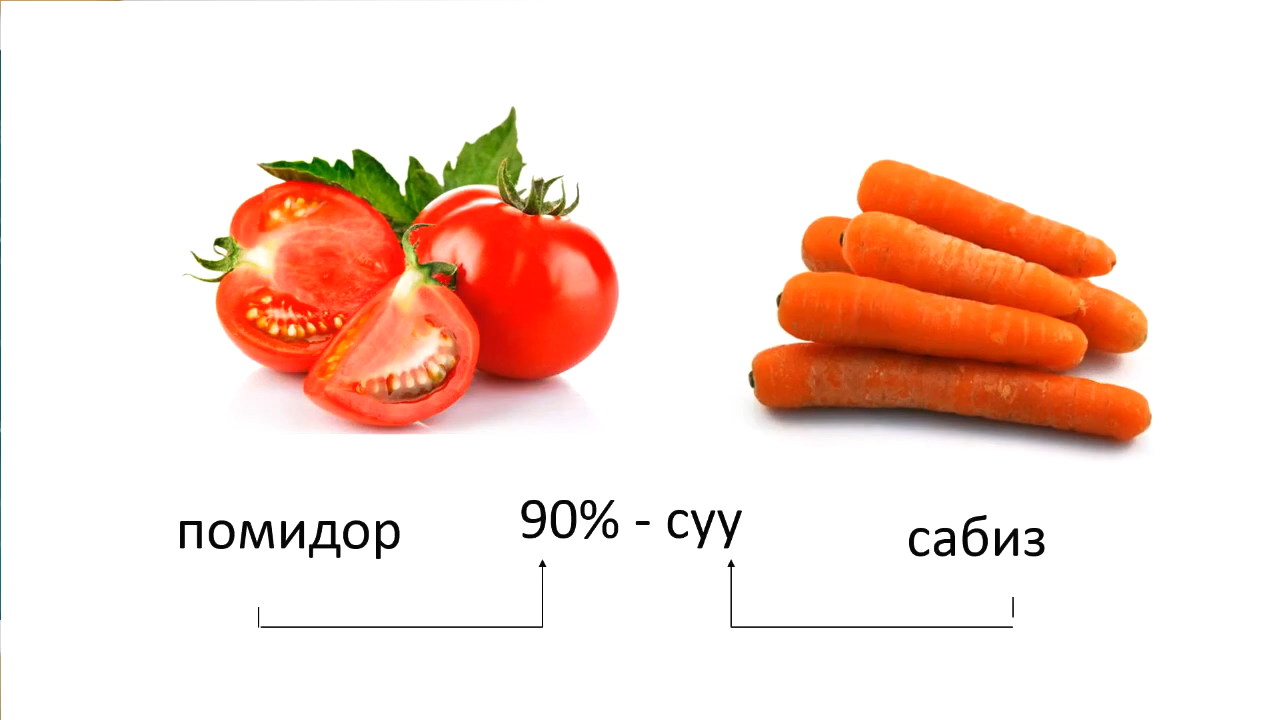 помидор
90% - суу
сабиз